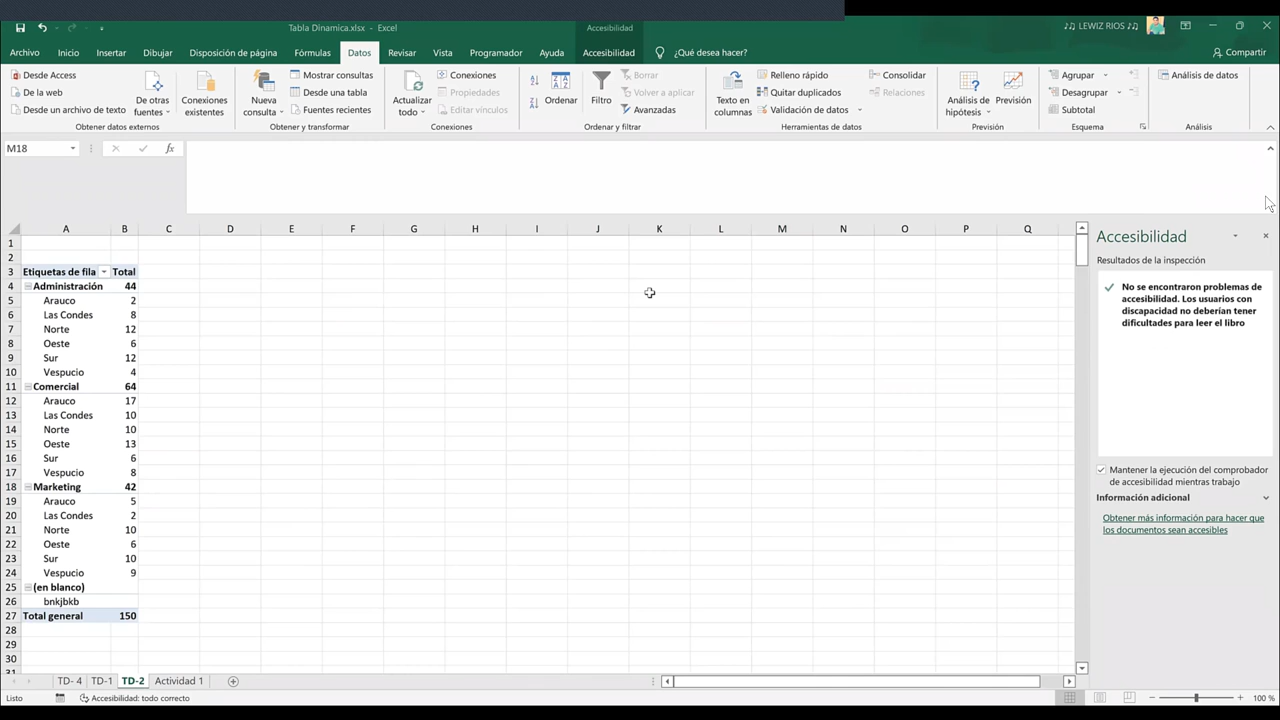 Tabla Dinamica.xlsx - Excel
Accesibilidad
♫ LEWIZ RIOS ♫
Archivo Inicio Insertar Dibujar Disposición de página Fórmulas Datos Revisar Vista Programador Ayuda Accesibilidad ¿Qué desea hacer? Compartir
Desde Access
De la web
Desde un archivo de texto
De otras
fuentes
Conexiones
existentes
Obtener datos externos
Nueva
consulta
Mostrar consultas
Desde una tabla
Fuentes recientes
Obtener y transformar
Actualizar
todo
Conexiones
Propiedades
Editar vínculos
Conexiones
Ordenar
Filtro
Borrar
Volver a aplicar
Avanzadas
Ordenar y filtrar
Texto en
columnas
Relleno rápido
Quitar duplicados
Validación de datos
Consolidar
Relaciones
Herramientas de datos
Análisis de
hipótesis
Previsión
Previsión
Agrupar
Desagrupar
Subtotal
Esquema
Análisis de datos
Análisis
M18
fx
A B C D E F G H I J K L M N O P Q
1
2
3 Etiquetas de fila Total
4 Administración 44
5 Arauco 2
6 Las Condes 8
7 Norte 12
8 Oeste 6
9 Sur 12
10 Vespucio 4
11 Comercial 64
12 Arauco 17
13 Las Condes 10
14 Norte 10
15 Oeste 13
16 Sur 6
17 Vespucio 8
18 Marketing 42
19 Arauco 5
20 Las Condes 2
21 Norte 10
22 Oeste 6
23 Sur 10
24 Vespucio 9
25 (en blanco)
26 bnkjbkb
27 Total general 150
28
29
30
31
Accesibilidad
Resultados de la inspección
No se encontraron problemas de
accesibilidad. Los usuarios con
discapacidad no deberían tener
dificultades para leer el libro
Mantener la ejecución del comprobador
de accesibilidad mientras trabajo
Información adicional
Obtener más información para hacer que
los documentos sean accesibles
TD- 4 TD-1 TD-2 Actividad 1
Listo Accesibilidad: todo correcto 100 %